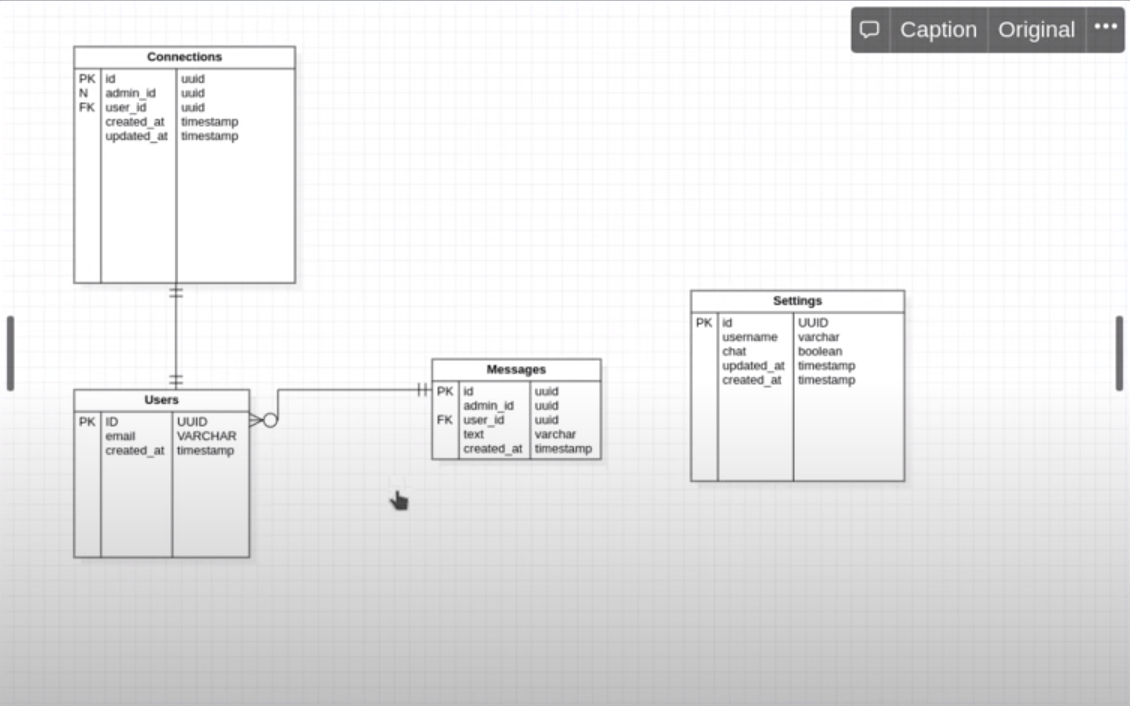 Caption Original •••
Connections
PK id uuid
N admin_id uuid
FK user_id uuid
created_at timestamp
updated_at timestamp
Settings
PK id UUID
username varchar
chat boolean
updated_at timestamp
created_at timestamp
Messages
PK id uuid
admin_id uuid
FK user_id uuid
text varchar
created_at timestamp
Users
PK ID UUID
email VARCHAR
created_at timestamp